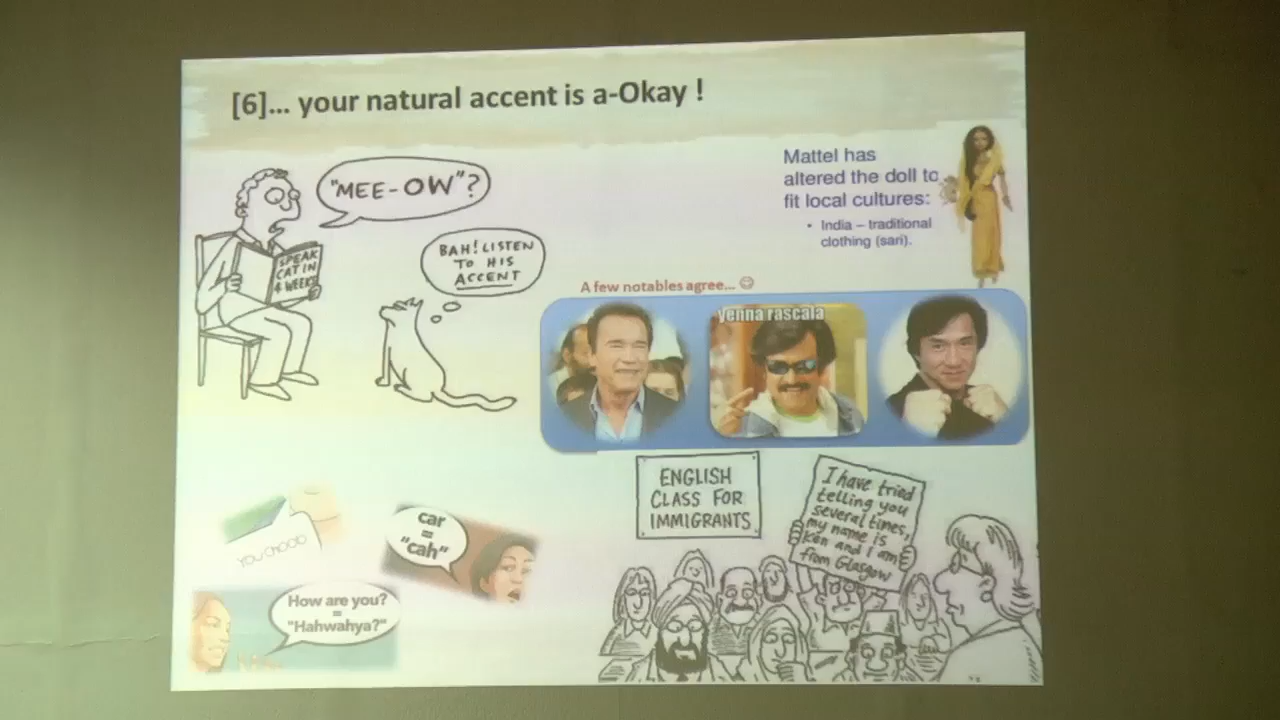 [6]... your natural accent is a-Okay !
"MEE-OW"?
SPEAK
CAT IN
4 WEEKS
BAH! LISTEN
TO HIS
ACCENT
Mattel has
altered the doll to
fit local cultures:
• India – traditional
clothing (sari).
A few notables agree... ☺
Yenna rascala
ENGLISH
CLASS FOR
IMMIGRANTS
I have tried
telling you
several times,
my name is
Ken and I am
from Glasgow
YOU
car
=
"cah"
How are you?
=
"Hahwahya?"